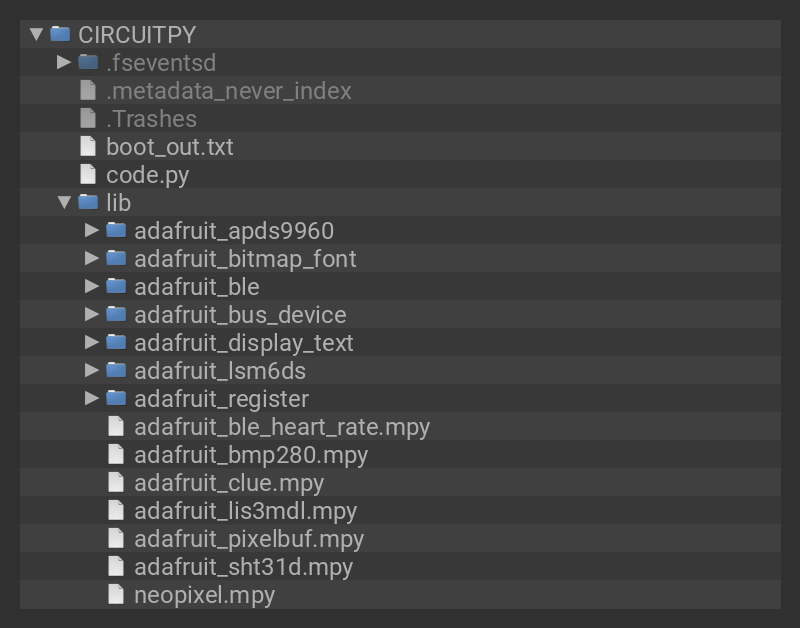 CIRCUITPY
.fseventsd
.metadata_never_index
.Trashes
boot_out.txt
code.py
lib
adafruit_apds9960
adafruit_bitmap_font
adafruit_ble
adafruit_bus_device
adafruit_display_text
adafruit_lsm6ds
adafruit_register
adafruit_ble_heart_rate.mpy
adafruit_bmp280.mpy
adafruit_clue.mpy
adafruit_lis3mdl.mpy
adafruit_pixelbuf.mpy
adafruit_sht31d.mpy
neopixel.mpy